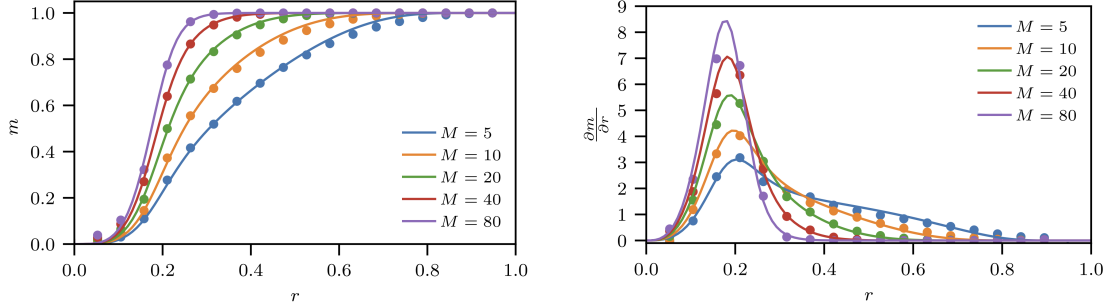 1.0
0.8
0.6
0.4
0.2
0.0
m
0.0 0.2 0.4 0.6 0.8 1.0
r
M = 5
M = 10
M = 20
M = 40
M = 80
9
8
7
6
5
4
3
2
1
0
∂m/∂r
0.0 0.2 0.4 0.6 0.8 1.0
r
M = 5
M = 10
M = 20
M = 40
M = 80